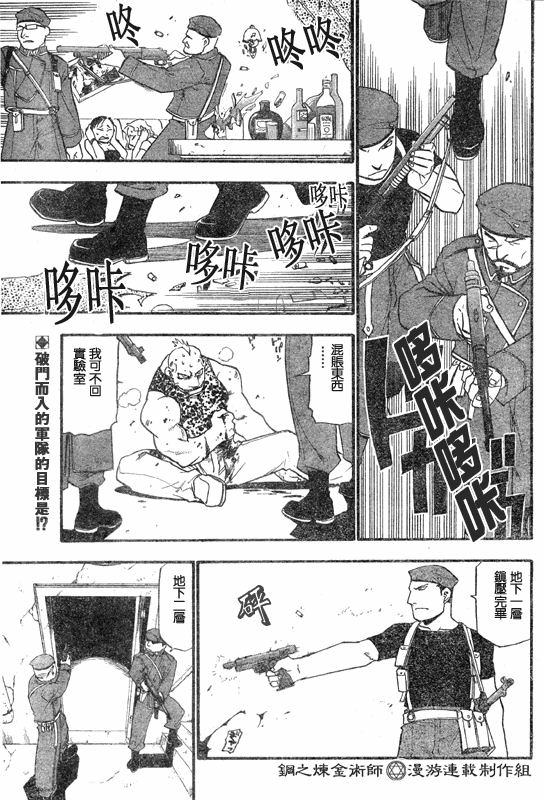 哆咔哆咔
咚
咚咚
哆咔
哆咔
哆咔
哆咔
混賬東西
……
我可不回
實驗室
◆破門而入的軍隊的目標是!?
地下一層
鎮壓完畢
砰
地下二層
鋼之煉金術師 漫游連載制作組